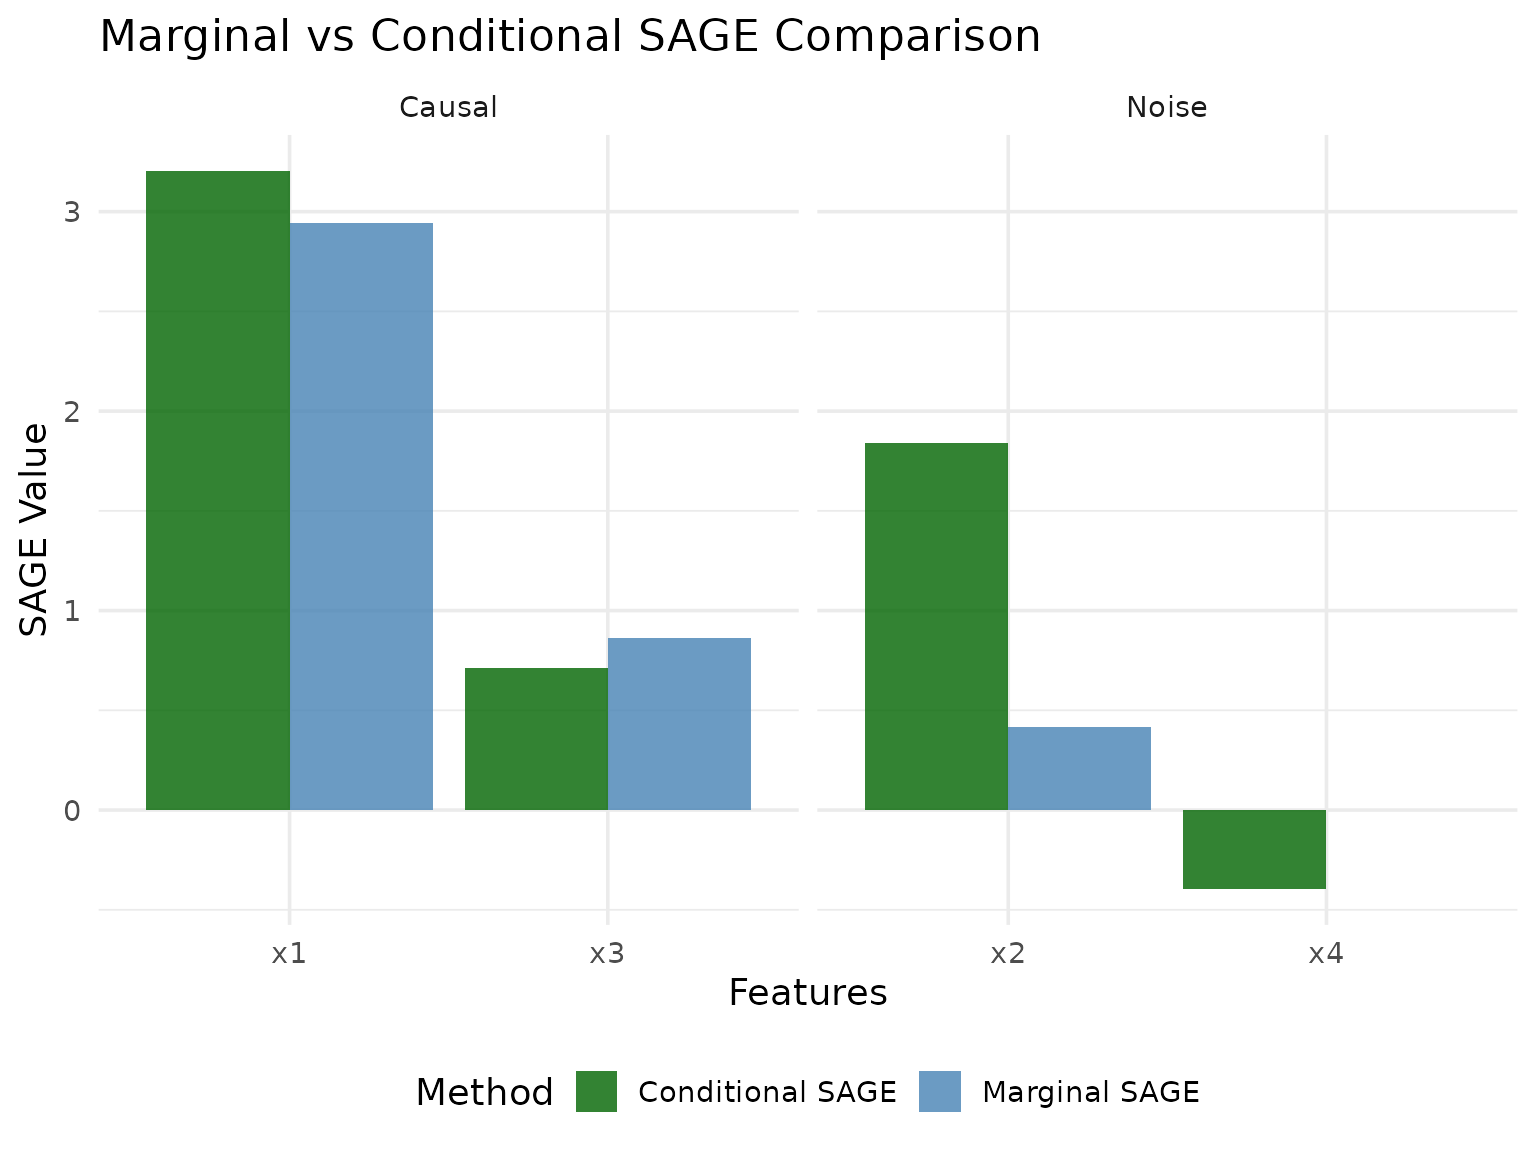 Marginal vs Conditional SAGE Comparison
Causal
Noise
SAGE Value
3
2
1
0
x1
x3
x2
x4
Features
Method
Conditional SAGE
Marginal SAGE